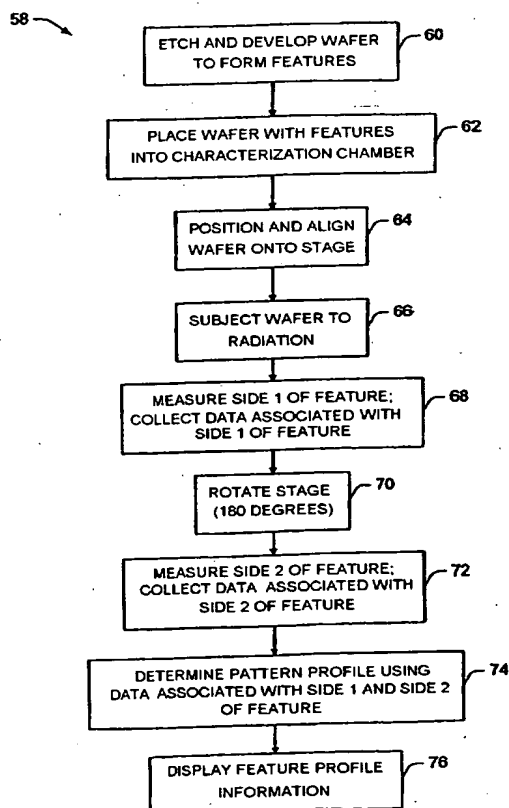 58
ETCH AND DEVELOP WAFER
TO FORM FEATURES
60
PLACE WAFER WITH FEATURES
INTO CHARACTERIZATION CHAMBER
62
POSITION AND ALIGN
WAFER ONTO STAGE
64
SUBJECT WAFER TO
RADIATION
66
MEASURE SIDE 1 OF FEATURE;
COLLECT DATA ASSOCIATED WITH
SIDE 1 OF FEATURE
68
ROTATE STAGE
(180 DEGREES)
70
MEASURE SIDE 2 OF FEATURE;
COLLECT DATA ASSOCIATED WITH
SIDE 2 OF FEATURE
72
DETERMINE PATTERN PROFILE USING
DATA ASSOCIATED WITH SIDE 1 AND SIDE 2
OF FEATURE
74
DISPLAY FEATURE PROFILE
INFORMATION
76